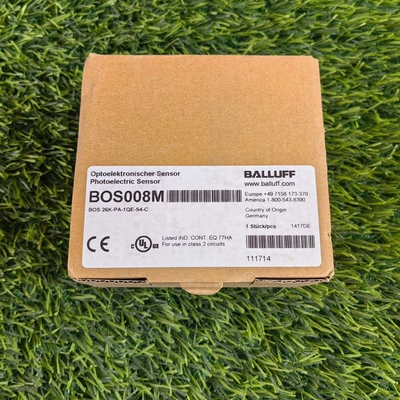 Optoelektronischer Sensor
Photoelectric Sensor
BOS008M
BOS 26K-PA-1QE-S4-C
BALLUFF
www.balluff.com
Europe +49 7158 173-370
America 1-800-543-8390
Country of Origin
Germany
1 Stück/pcs 1417DE
CE
c UL us
Listed IND. CONT. EQ 77HA
For use in class 2 circuits
111714